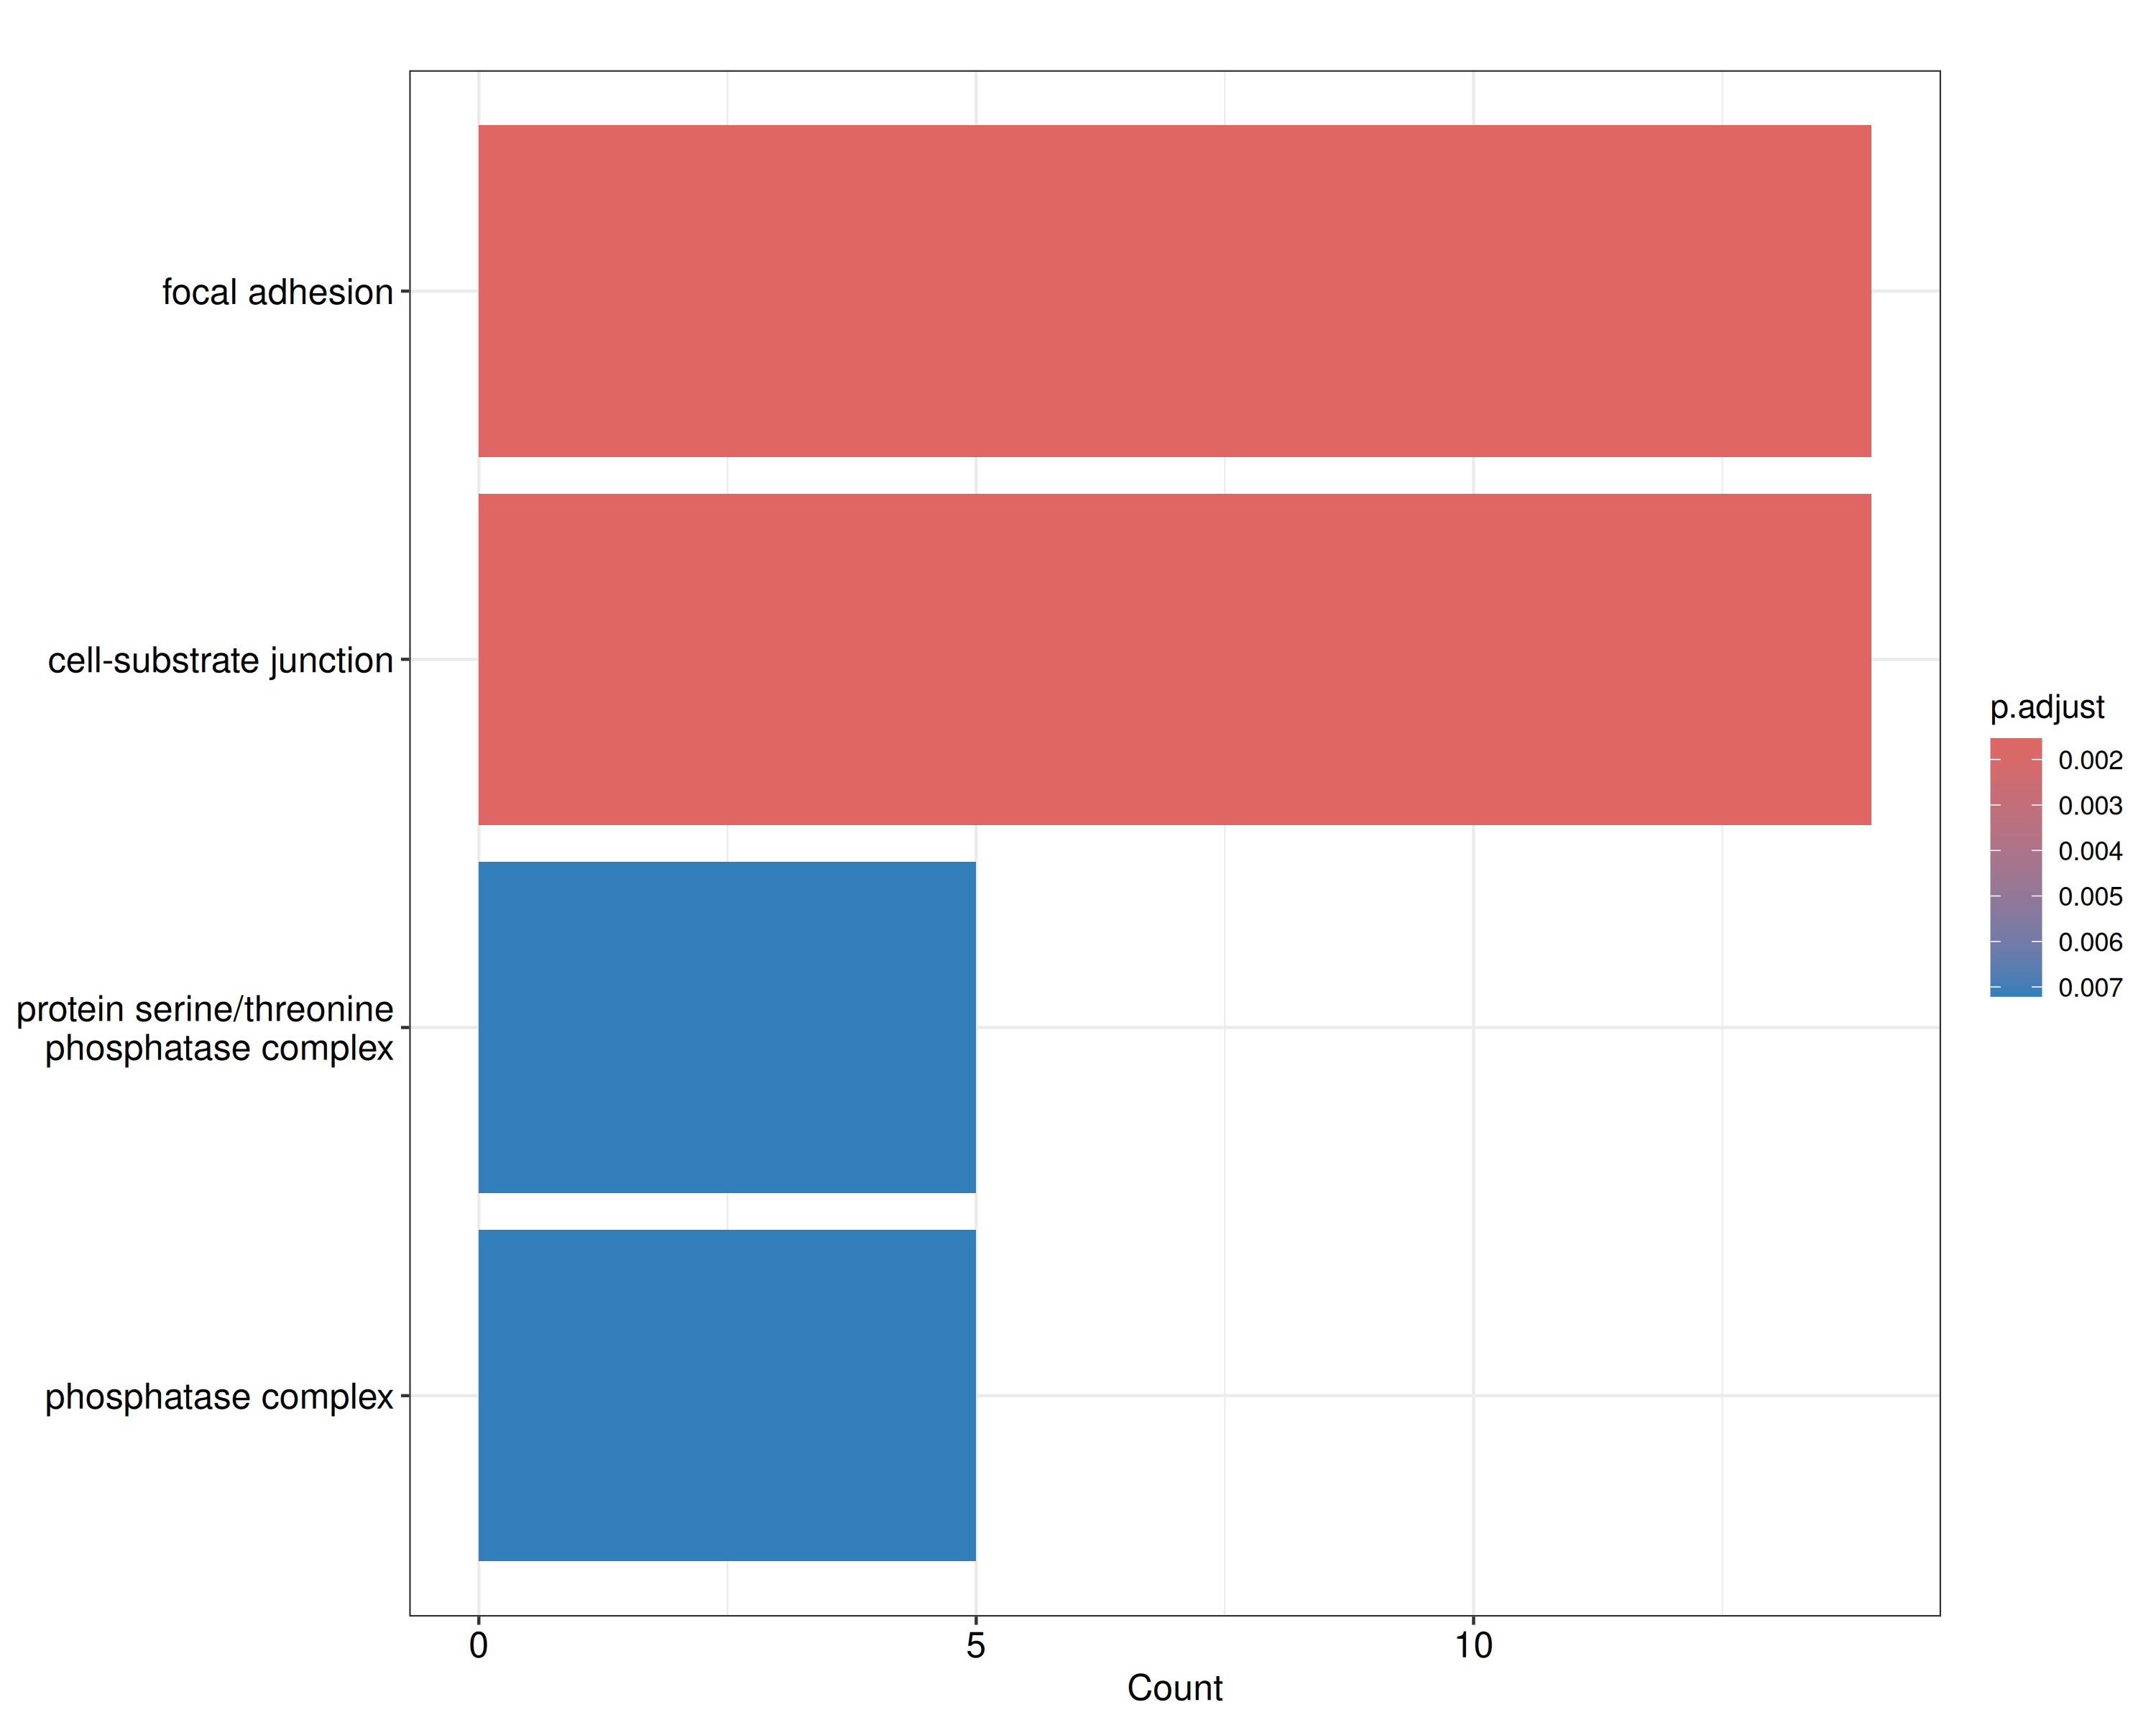 focal adhesion
cell-substrate junction
protein serine/threonine
phosphatase complex
phosphatase complex
0
5
10
Count
p.adjust
0.002
0.003
0.004
0.005
0.006
0.007